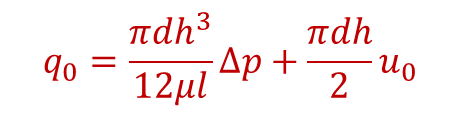 q₀ = πdh³/12μl Δp + πdh/2 u₀